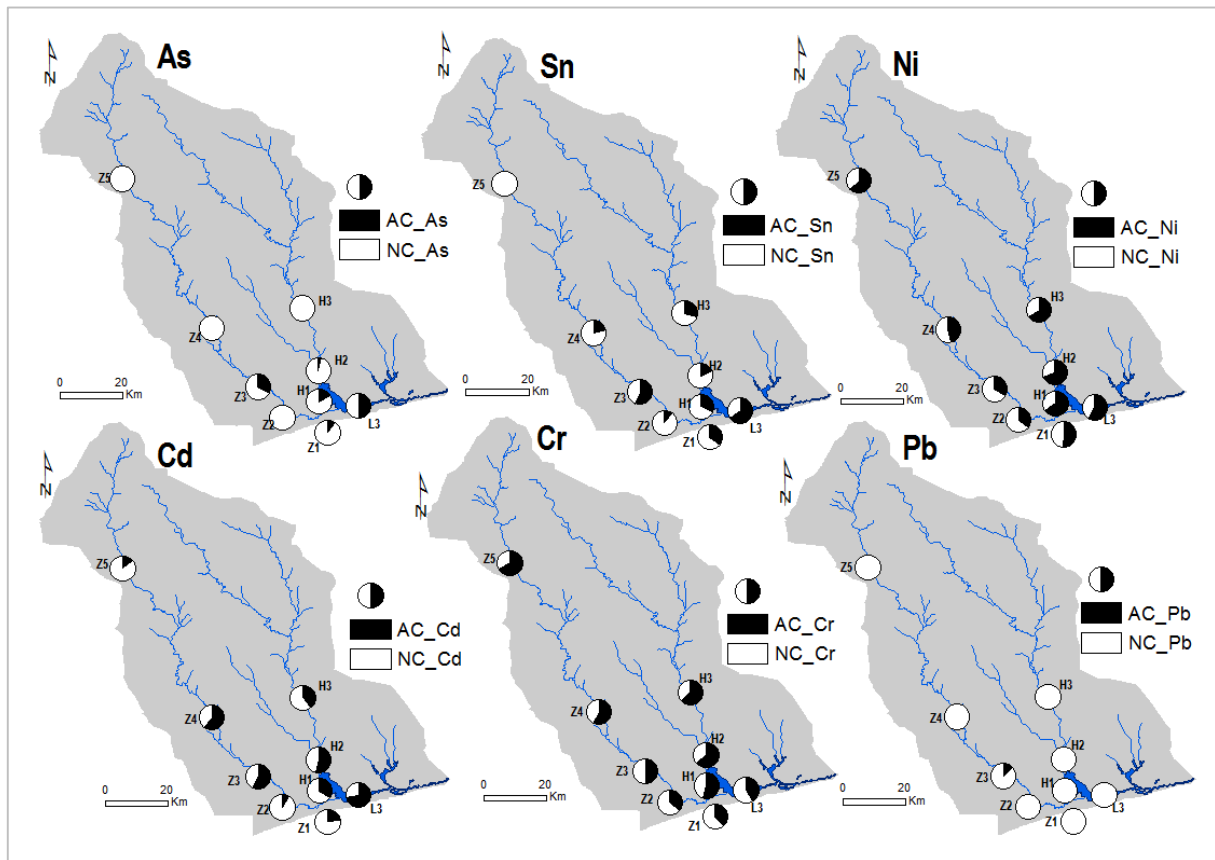 As
N
Z5
AC_As
NC_As
H3
Z4
H2
Z3
H1
Z2
L3
Z1
0 20
Km
Sn
N
Z5
AC_Sn
NC_Sn
H3
Z4
H2
Z3
H1
Z2
L3
Z1
0 20
Km
Ni
N
Z5
AC_Ni
NC_Ni
H3
Z4
H2
Z3
H1
Z2
L3
Z1
0 20
Km
Cd
N
Z5
AC_Cd
NC_Cd
H3
Z4
H2
Z3
H1
Z2
L3
Z1
0 20
Km
Cr
N
Z5
AC_Cr
NC_Cr
H3
Z4
H2
Z3
H1
Z2
L3
Z1
0 20
Km
Pb
N
Z5
AC_Pb
NC_Pb
H3
Z4
H2
Z3
H1
Z2
L3
Z1
0 20
Km